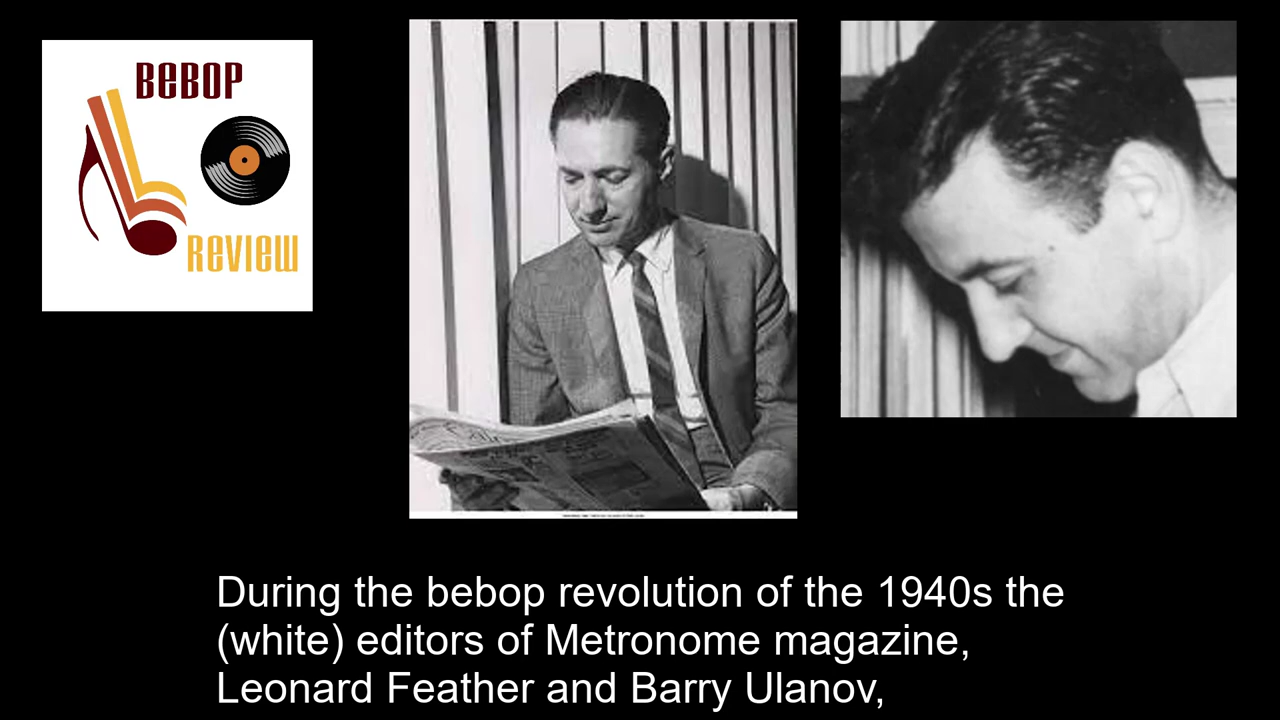 BEBOP
REVIEW
During the bebop revolution of the 1940s the
(white) editors of Metronome magazine,
Leonard Feather and Barry Ulanov,